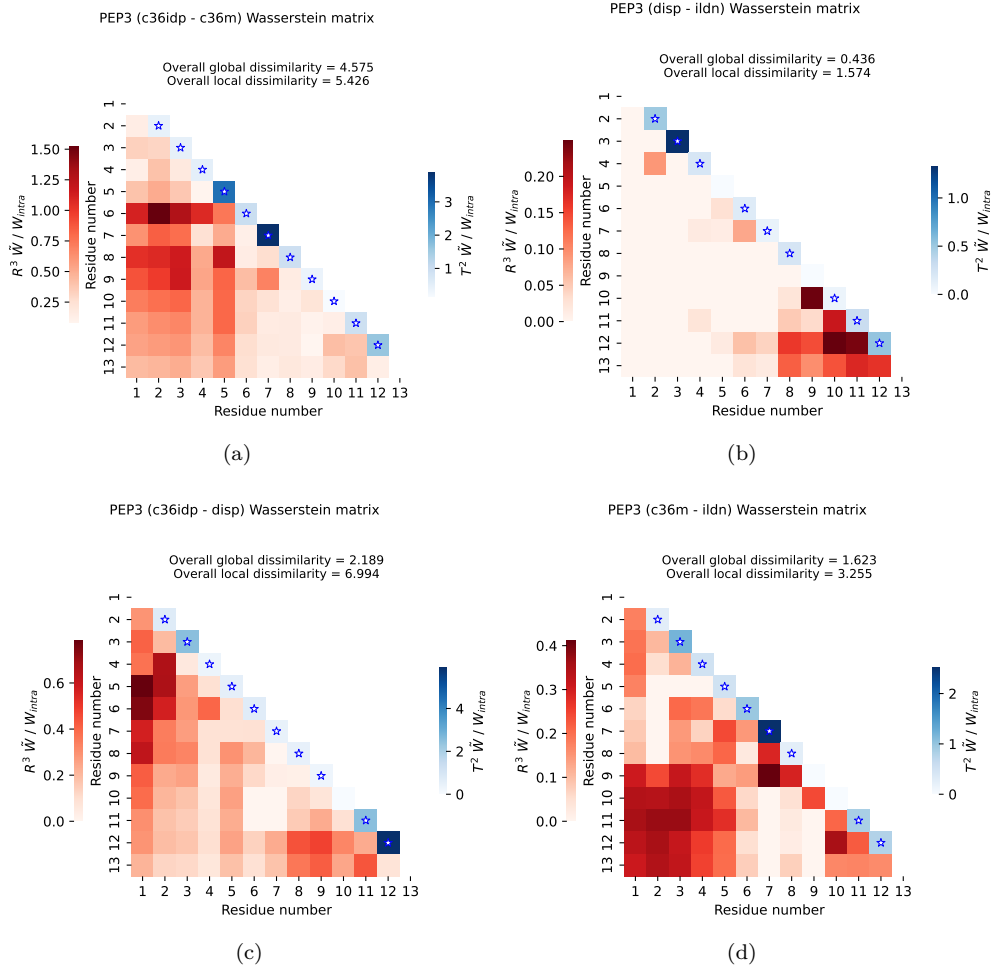 PEP3 (c36idp - c36m) Wasserstein matrix
Overall global dissimilarity = 4.575
Overall local dissimilarity = 5.426
1.50
1.25
1.00
0.75
0.50
0.25
R³ W̃ / W_intra
Residue number
1 2 3 4 5 6 7 8 9 10 11 12 13
1 2 3 4 5 6 7 8 9 10 11 12 13
Residue number
3
2
1
T² W̃ / W_intra
(a)
PEP3 (disp - ildn) Wasserstein matrix
Overall global dissimilarity = 0.436
Overall local dissimilarity = 1.574
0.20
0.15
0.10
0.05
0.00
R³ W̃ / W_intra
Residue number
1 2 3 4 5 6 7 8 9 10 11 12 13
1 2 3 4 5 6 7 8 9 10 11 12 13
Residue number
1.0
0.5
0.0
T² W̃ / W_intra
(b)
PEP3 (c36idp - disp) Wasserstein matrix
Overall global dissimilarity = 2.189
Overall local dissimilarity = 6.994
0.6
0.4
0.2
0.0
R³ W̃ / W_intra
Residue number
1 2 3 4 5 6 7 8 9 10 11 12 13
1 2 3 4 5 6 7 8 9 10 11 12 13
Residue number
4
2
0
T² W̃ / W_intra
(c)
PEP3 (c36m - ildn) Wasserstein matrix
Overall global dissimilarity = 1.623
Overall local dissimilarity = 3.255
0.4
0.3
0.2
0.1
0.0
R³ W̃ / W_intra
Residue number
1 2 3 4 5 6 7 8 9 10 11 12 13
1 2 3 4 5 6 7 8 9 10 11 12 13
Residue number
2
1
0
T² W̃ / W_intra
(d)